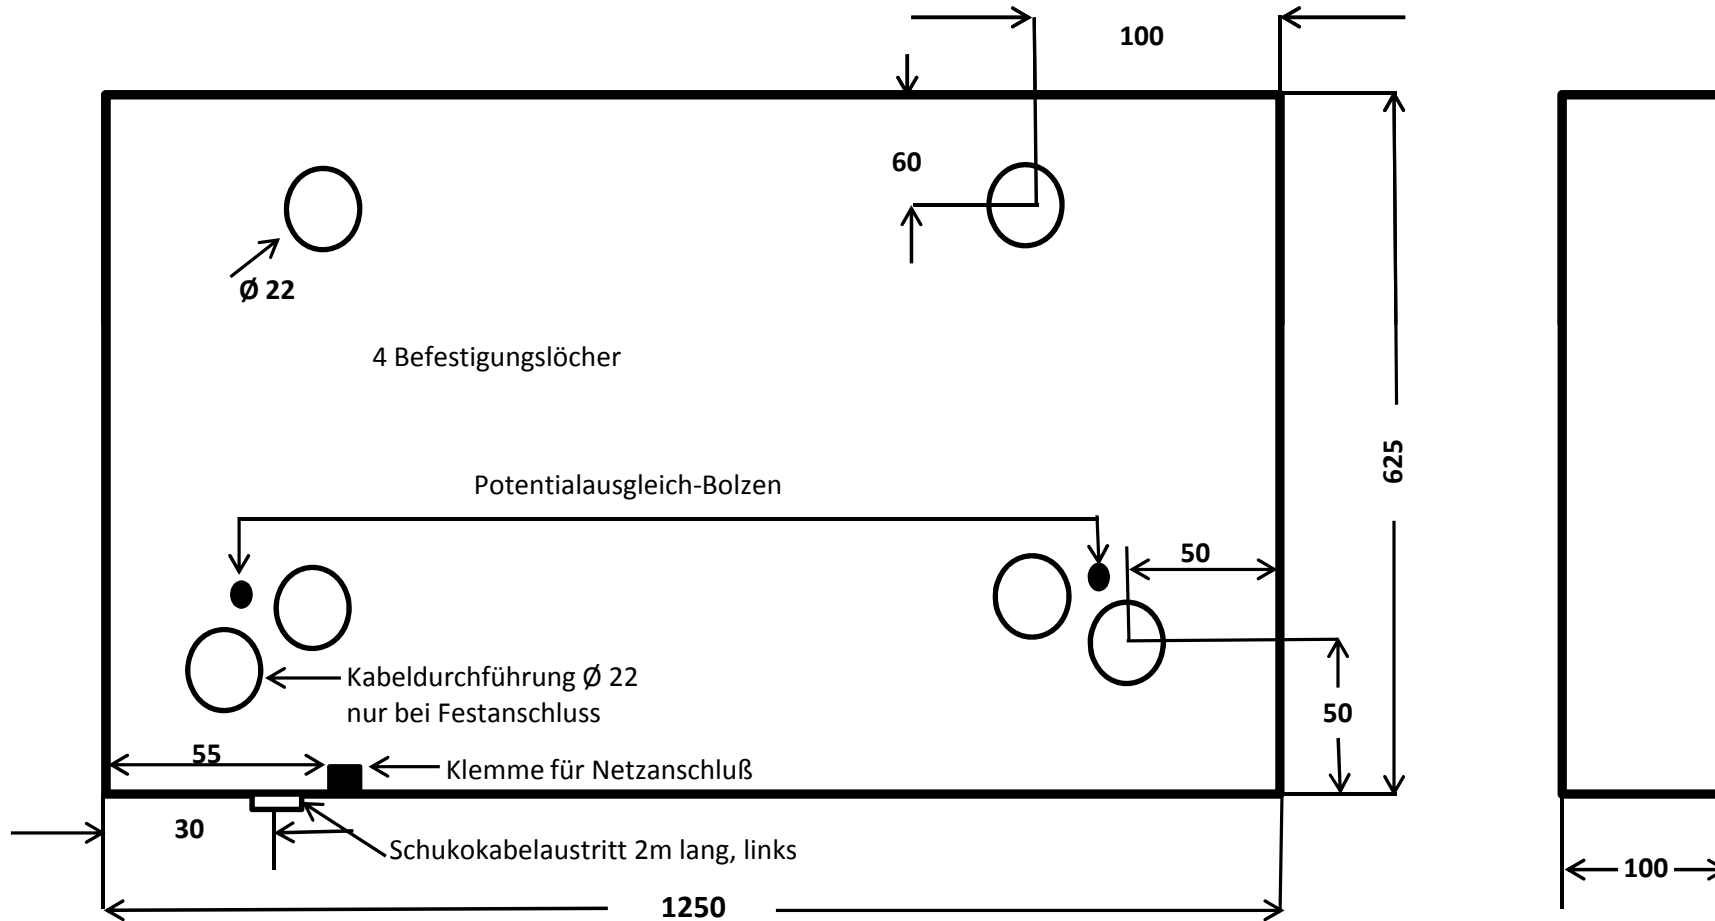 100
60
Ø 22
4 Befestigungslöcher
625
Potentialausgleich-Bolzen
50
Kabeldurchführung Ø 22
nur bei Festanschluss
50
55
Klemme für Netzanschluß
30
Schukokabelaustritt 2m lang, links
100
1250